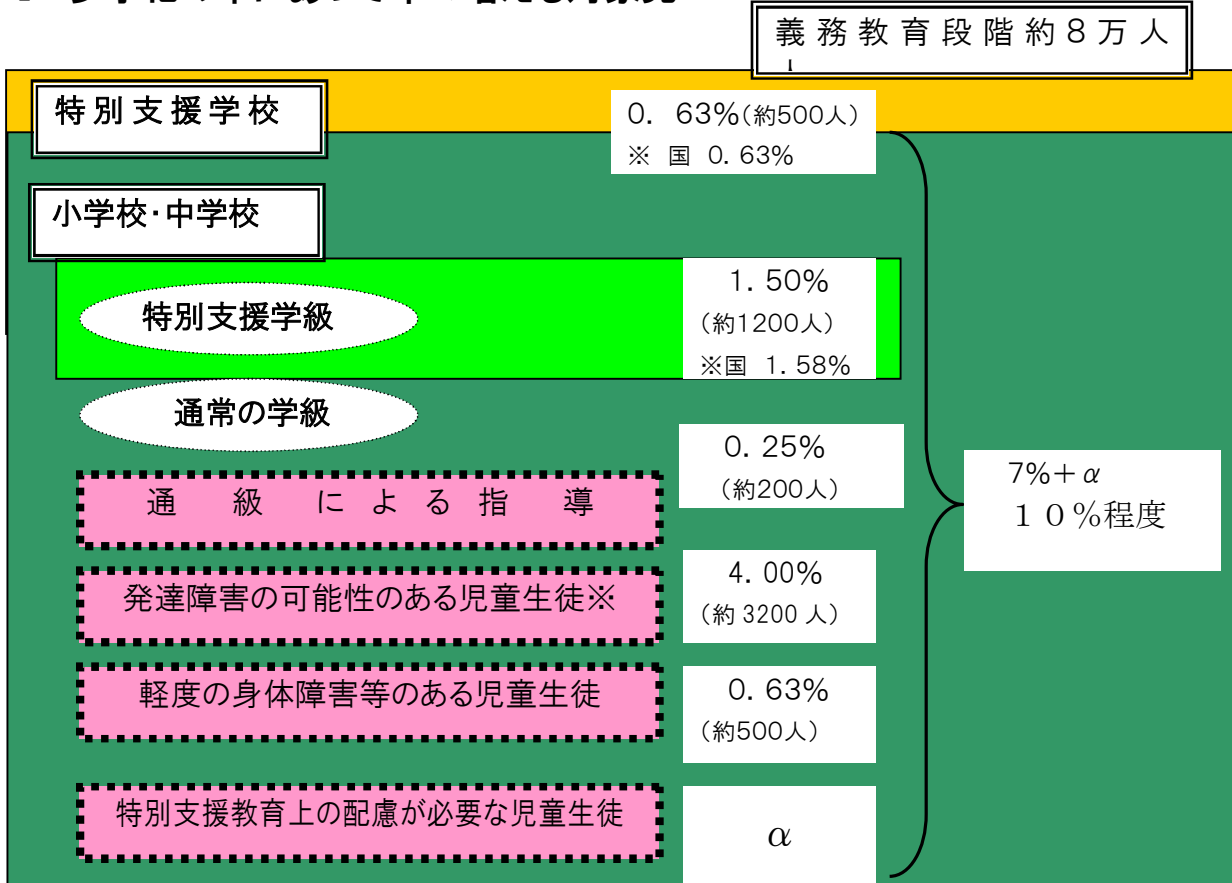 義務教育段階約８万人
特別支援学校
0．63%(約500人)
※ 国 0.63%
小学校・中学校
特別支援学級
1．50%
(約1200人)
※国 1．58%
通常の学級
0．25%
(約200人)
通級による指導
発達障害の可能性のある児童生徒※
4．00%
(約3200人)
軽度の身体障害等のある児童生徒
0．63%
(約500人)
特別支援教育上の配慮が必要な児童生徒
α
7%＋α
１０％程度